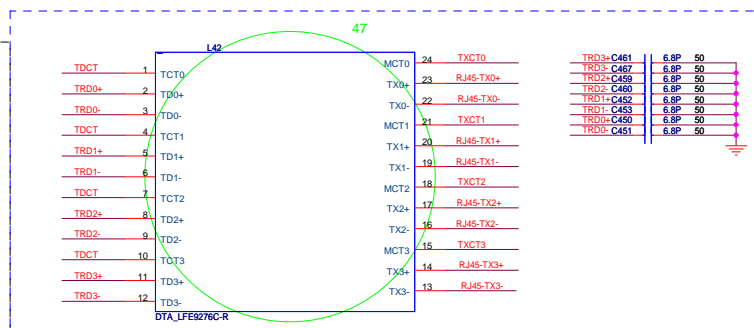 47
L42
TDCT 1 TCT0 MCT0 24 TXCT0
TRD0+ 2 TD0+ TX0+ 23 RJ45-TX0+
TRD0- 3 TD0- TX0- 22 RJ45-TX0-
TDCT 4 TCT1 MCT1 21 TXCT1
TRD1+ 5 TD1+ TX1+ 20 RJ45-TX1+
TRD1- 6 TD1- TX1- 19 RJ45-TX1-
TDCT 7 TCT2 MCT2 18 TXCT2
TRD2+ 8 TD2+ TX2+ 17 RJ45-TX2+
TRD2- 9 TD2- TX2- 16 RJ45-TX2-
TDCT 10 TCT3 MCT3 15 TXCT3
TRD3+ 11 TD3+ TX3+ 14 RJ45-TX3+
TRD3- 12 TD3- TX3- 13 RJ45-TX3-
DTA_LFE9276C-R
TRD3+ C461 6.8P 50
TRD3- C467 6.8P 50
TRD2+ C459 6.8P 50
TRD2- C460 6.8P 50
TRD1+ C452 6.8P 50
TRD1- C453 6.8P 50
TRD0+ C450 6.8P 50
TRD0- C451 6.8P 50